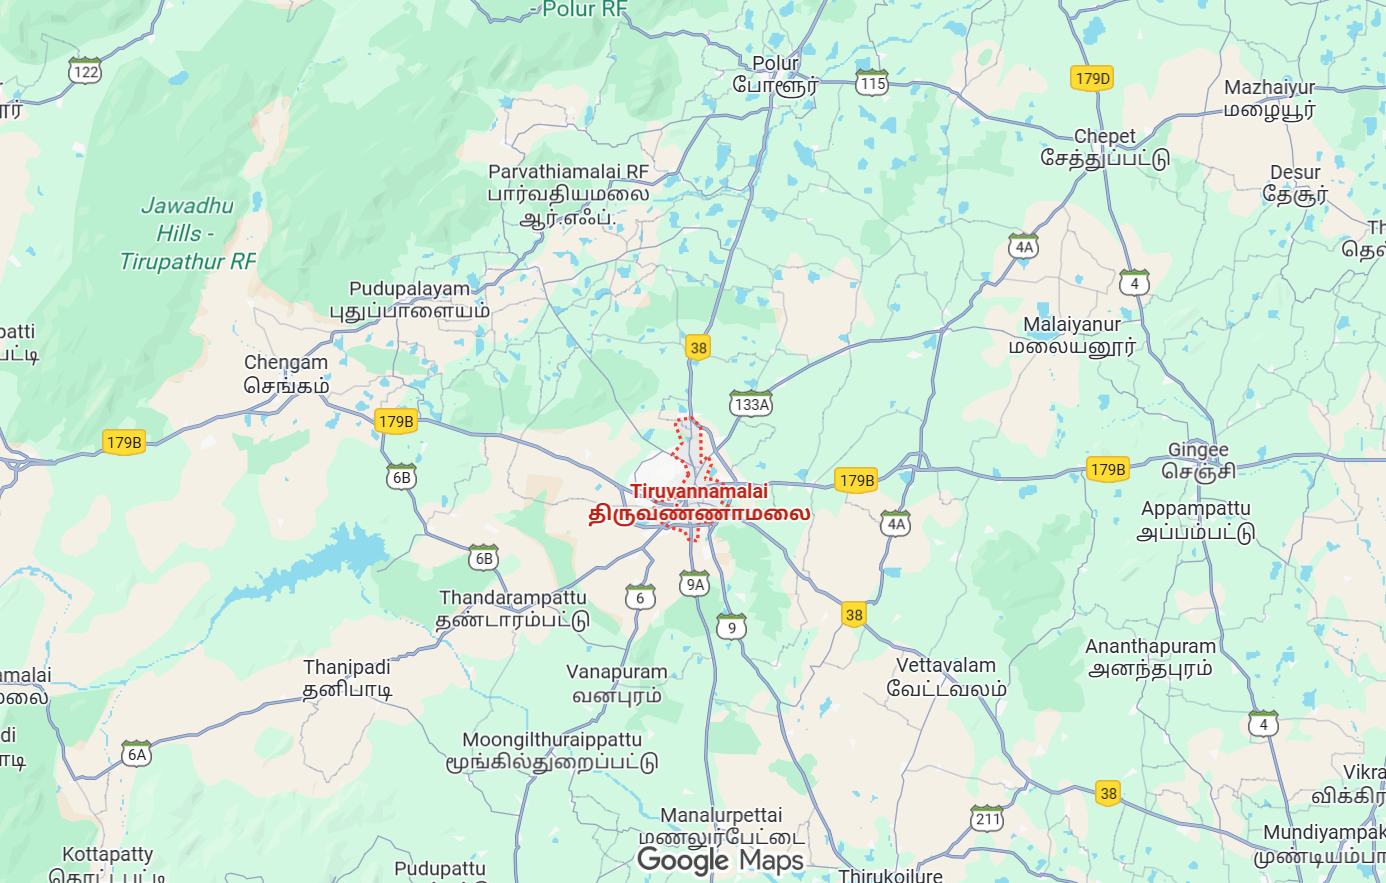 - Polur RF
122
Polur
போளூர்
115
179D
Mazhaiyur
மழையூர்
Chepet
சேத்துப்பட்டு
Parvathiamalai RF
பார்வதியமலை
ஆர்.எஃப்.
Desur
தேசூர்
Jawadhu
Hills -
Tirupathur RF
4A
4
Pudupalayam
புதுப்பாளையம்
Malaiyanur
மலையனூர்
38
Chengam
செங்கம்
133A
179B
179B
6B
Gingee
செஞ்சி
179B
179B
Tiruvannamalai
திருவண்ணாமலை
Appampattu
அப்பம்பட்டு
4A
6B
9A
6
Thandarampattu
தண்டாரம்பட்டு
38
9
Ananthapuram
அனந்தபுரம்
Thanipadi
தனிபாடி
Vanapuram
வனபுரம்
Vettavalam
வேட்டவலம்
4
6A
Moongilthuraippattu
மூங்கில்துறைப்பட்டு
38
211
Manalurpettai
மணலூர்பேட்டை
Kottapatty
Google Maps
Pudupattu
Thirukoilure